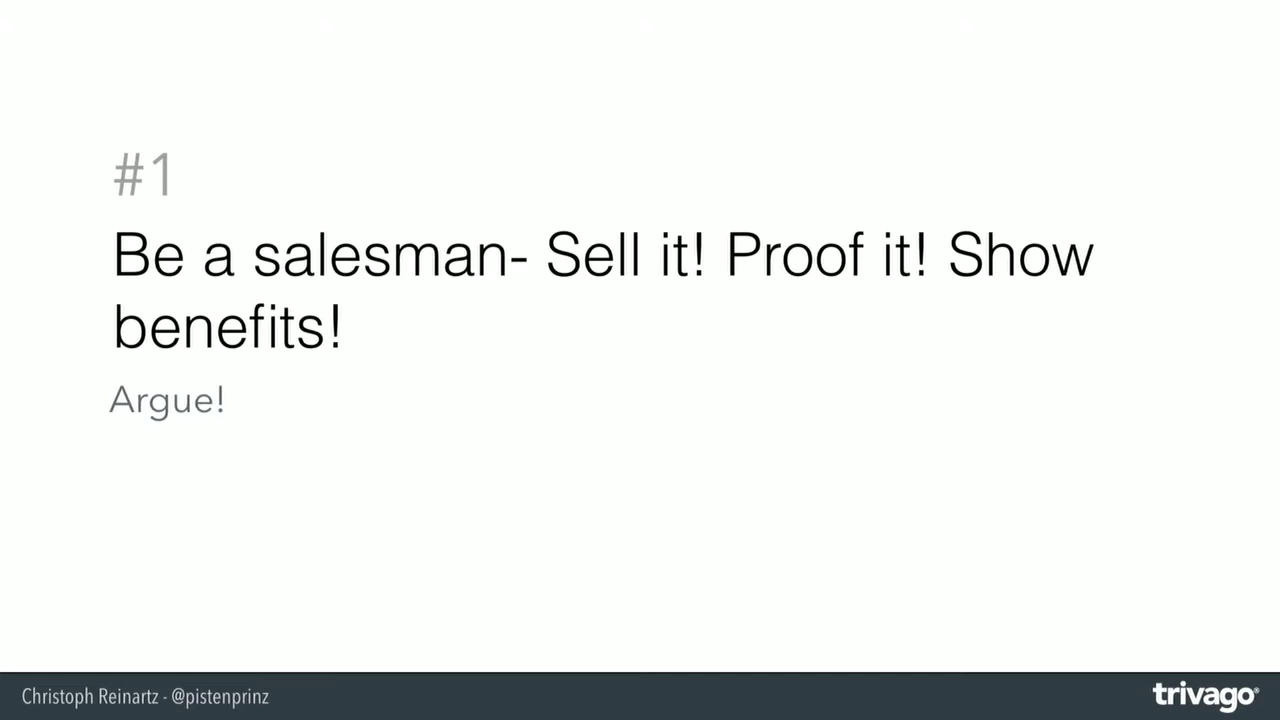 #1
Be a salesman- Sell it! Proof it! Show
benefits!
Argue!
Christoph Reinartz - @pistenprinz
trivago®